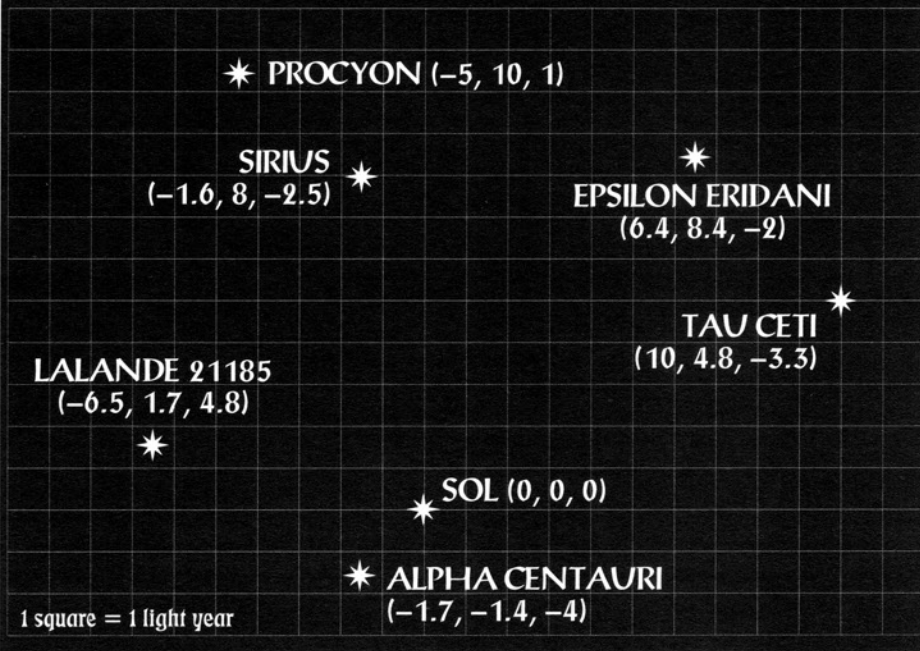 PROCYON (−5, 10, 1)
SIRIUS
(−1.6, 8, −2.5)
EPSILON ERIDANI
(6.4, 8.4, −2)
TAU CETI
(10, 4.8, −3.3)
LALANDE 21185
(−6.5, 1.7, 4.8)
SOL (0, 0, 0)
ALPHA CENTAURI
(−1.7, −1.4, −4)
1 square = 1 light year